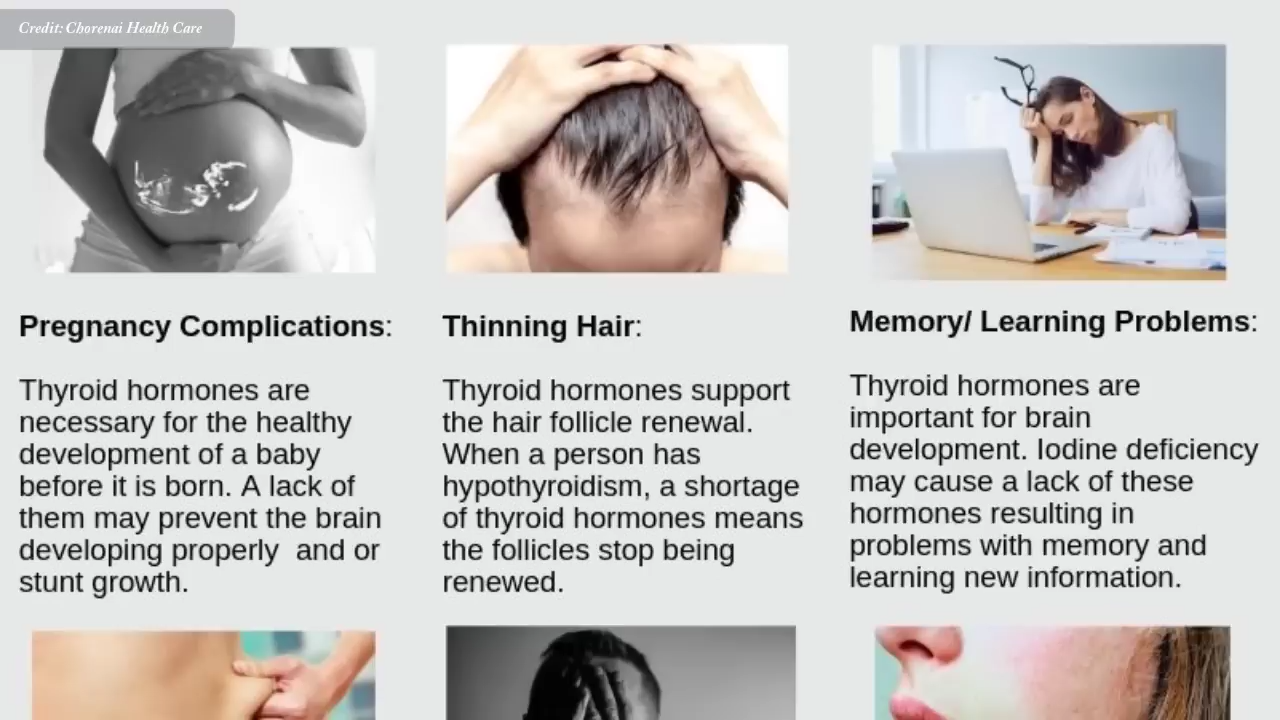 Credit: Chorenai Health Care
Pregnancy Complications:
Thyroid hormones are
necessary for the healthy
development of a baby
before it is born. A lack of
them may prevent the brain
developing properly  and or
stunt growth.
Thinning Hair:
Thyroid hormones support
the hair follicle renewal.
When a person has
hypothyroidism, a shortage
of thyroid hormones means
the follicles stop being
renewed.
Memory/ Learning Problems:
Thyroid hormones are
important for brain
development. Iodine deficiency
may cause a lack of these
hormones resulting in
problems with memory and
learning new information.